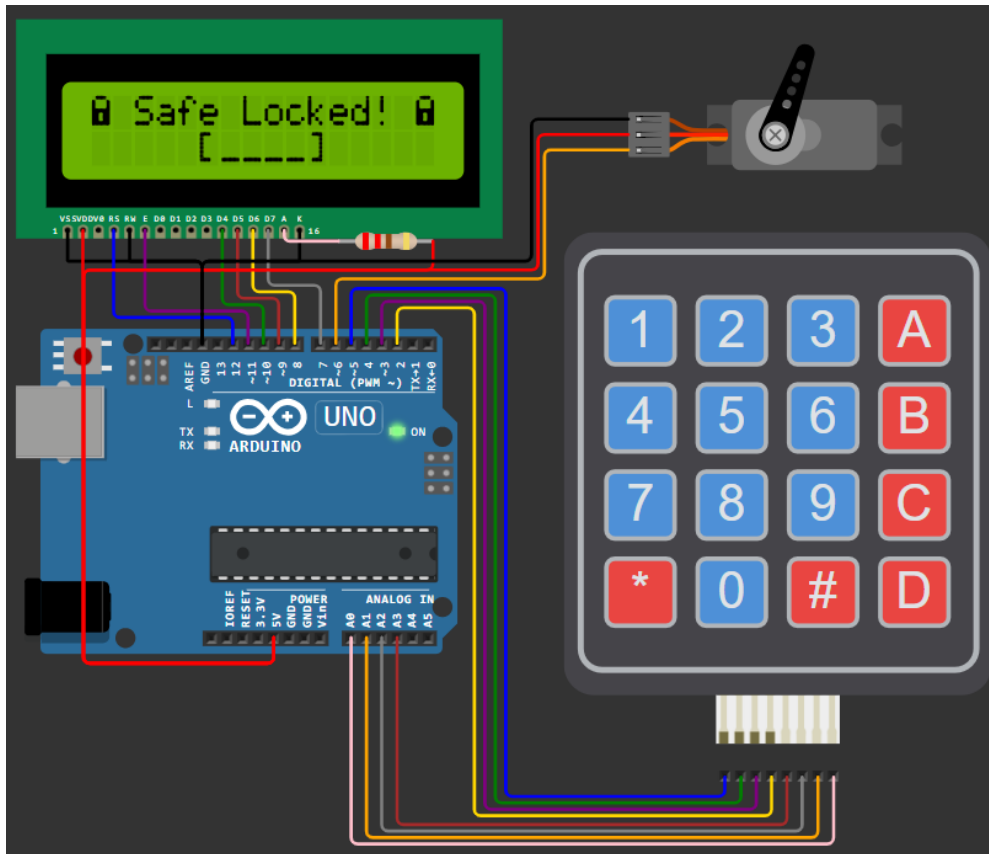 Safe Locked!
[____]
VSS VDD V0 RS RW E D0 D1 D2 D3 D4 D5 D6 D7 A K
1 16
AREF GND 13 12 ~11 ~10 ~9 8 7 ~6 ~5 4 ~3 2 TX→1 RX←0
DIGITAL (PWM ~)
L
TX
RX
ARDUINO
UNO
ON
POWER
ANALOG IN
IOREF RESET 3.3V 5V GND GND Vin A0 A1 A2 A3 A4 A5
1 2 3 A
4 5 6 B
7 8 9 C
* 0 # D